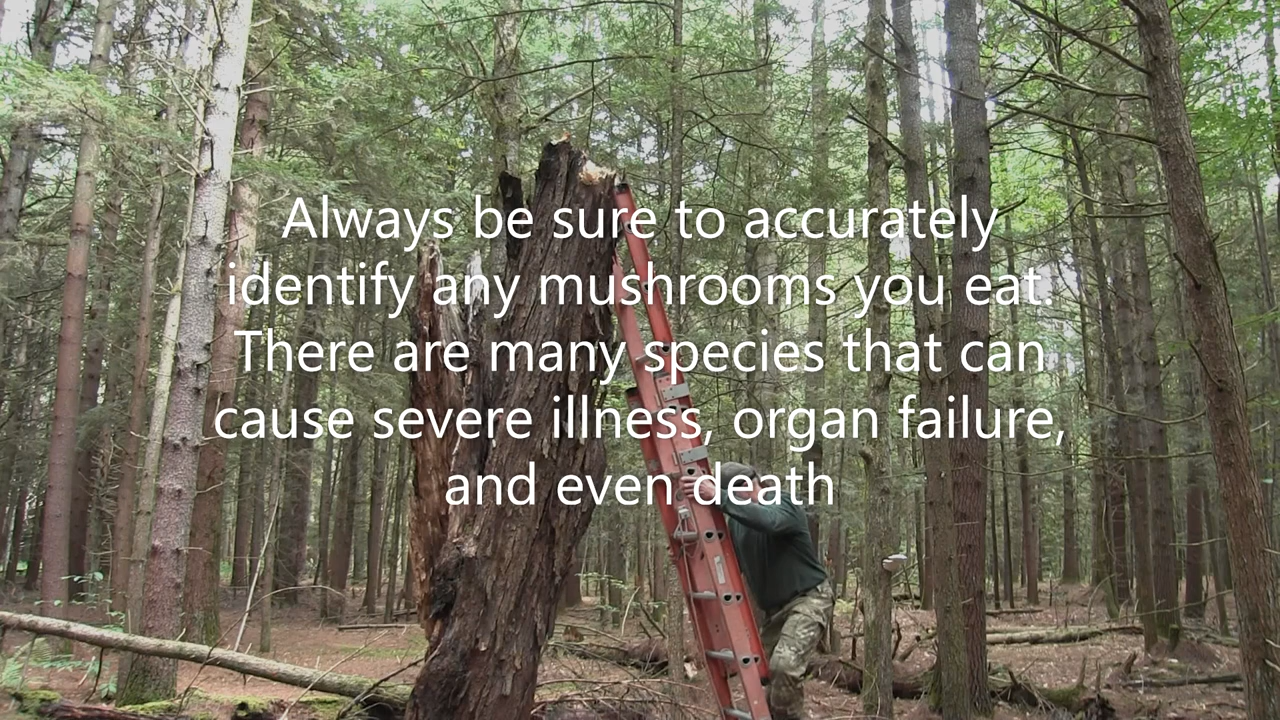 Always be sure to accurately
identify any mushrooms you eat.
There are many species that can
cause severe illness, organ failure,
and even death